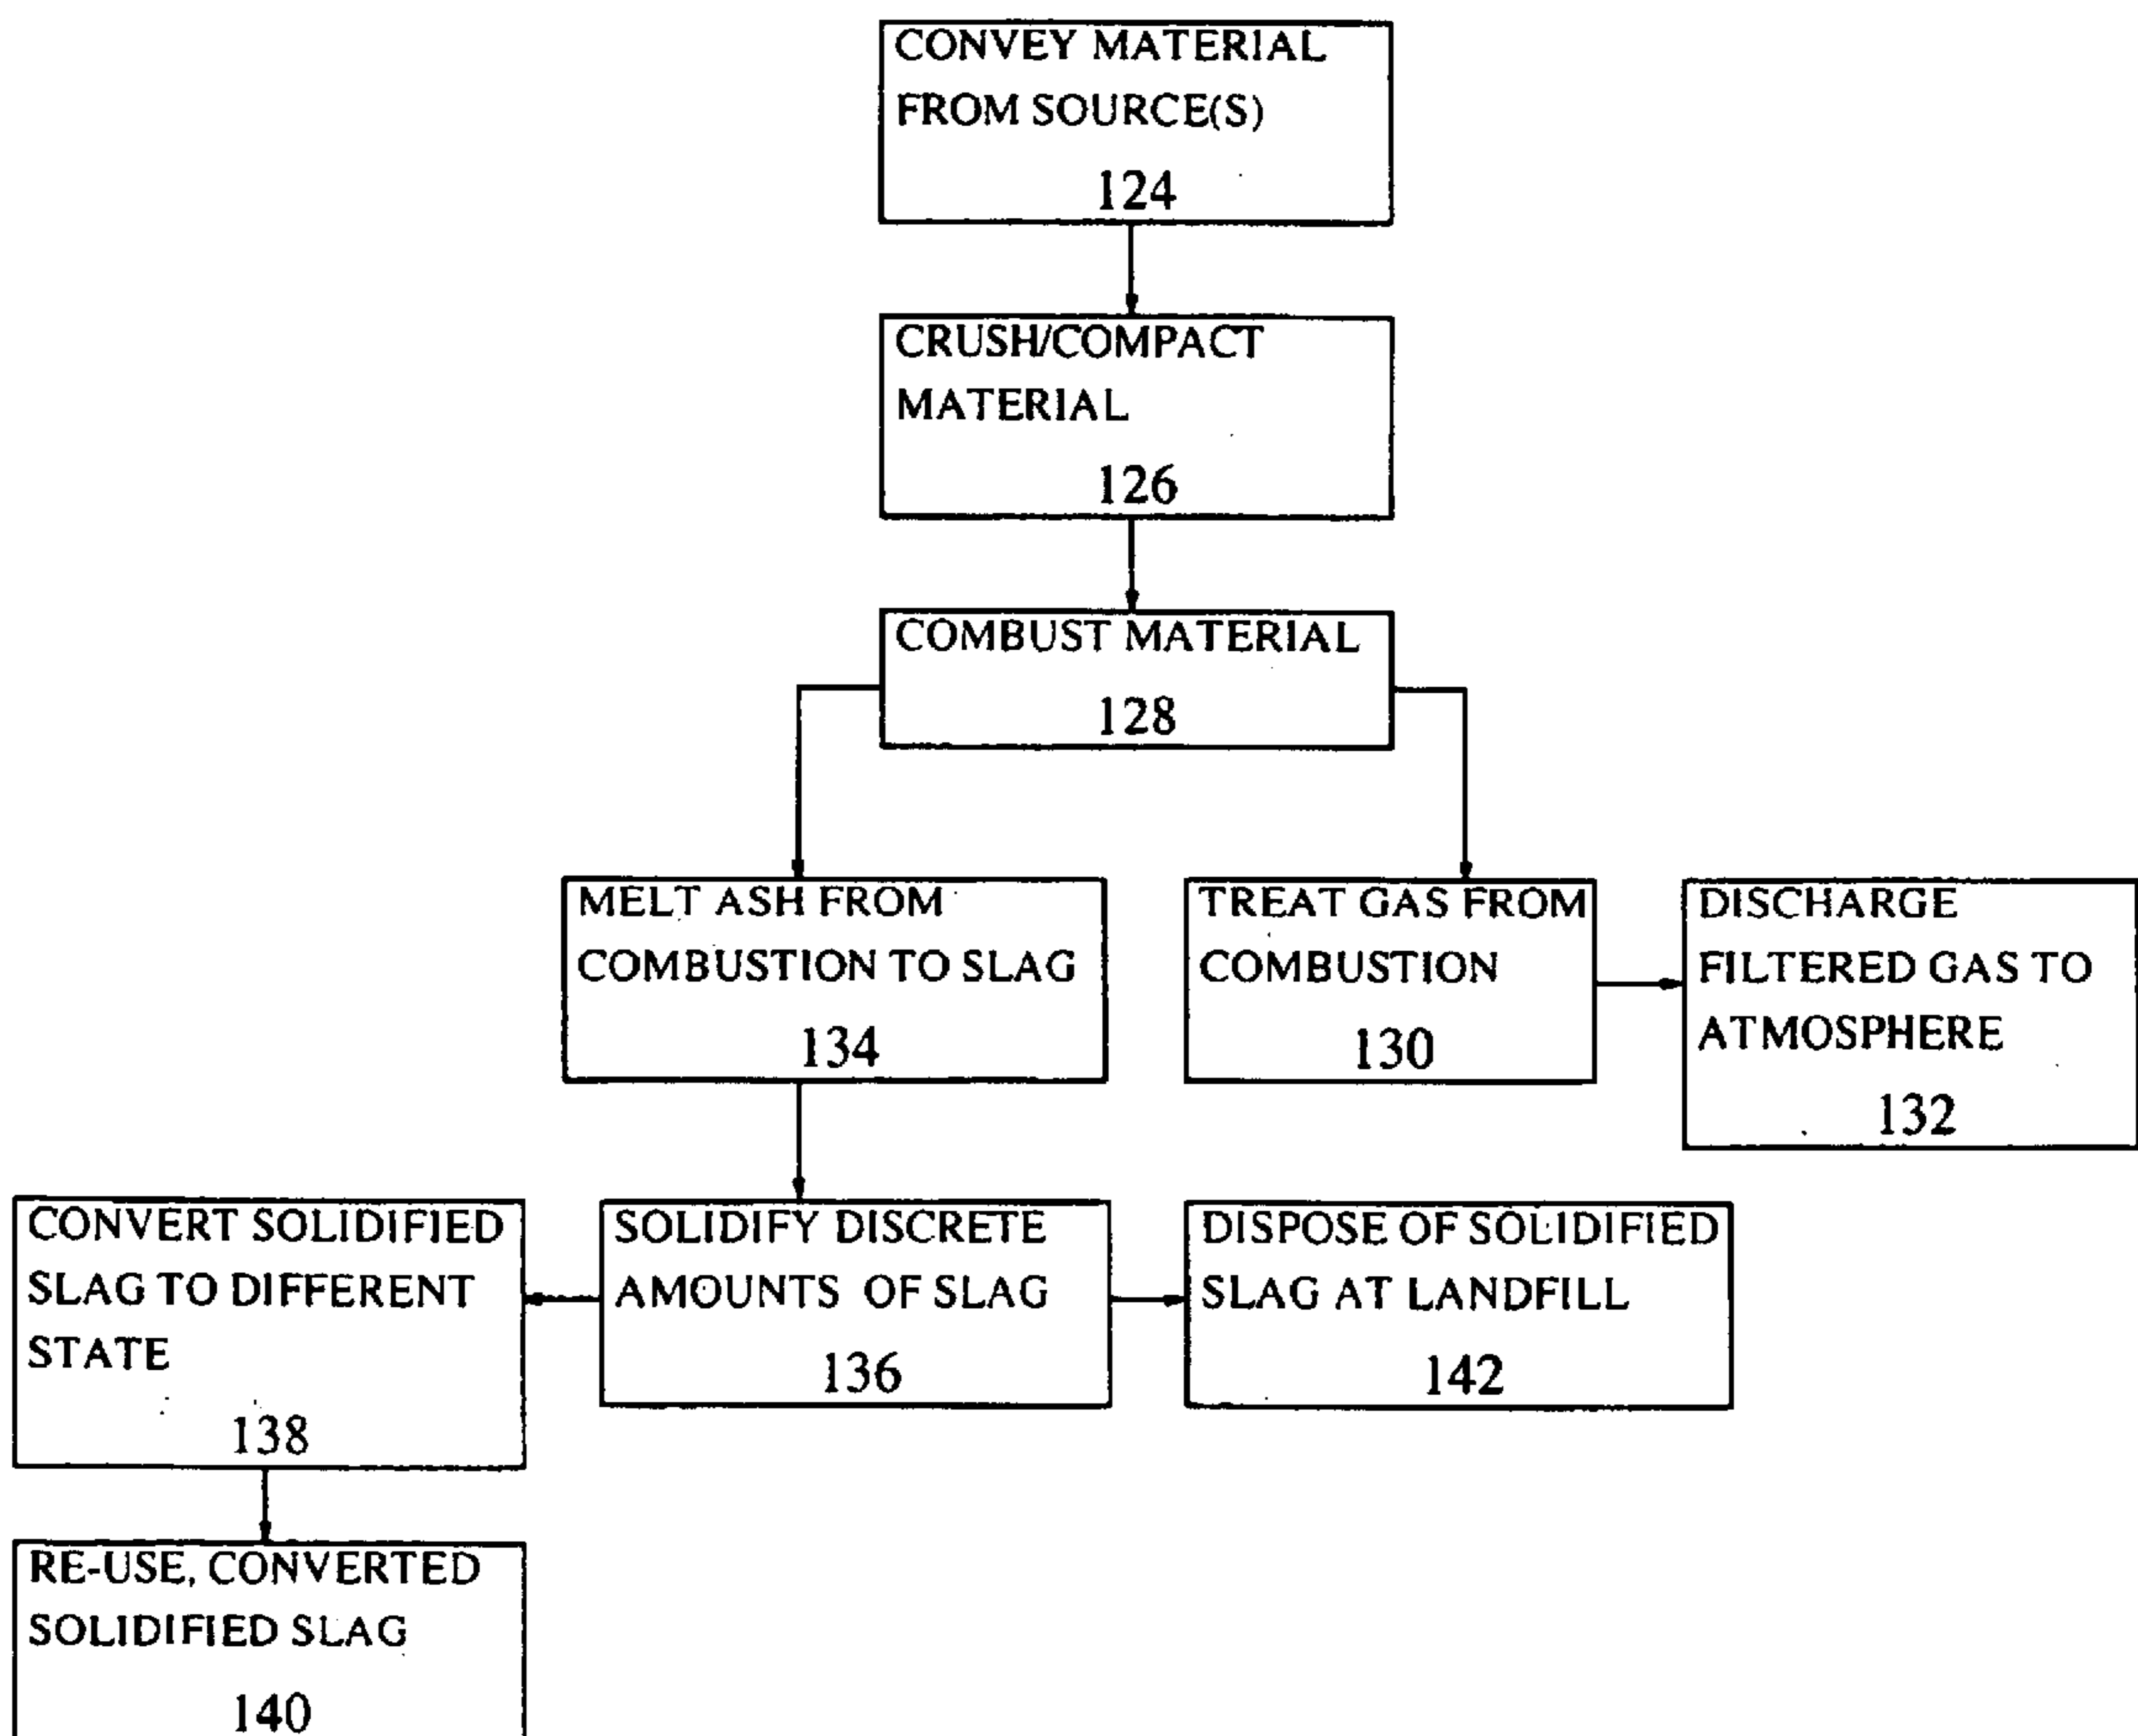 CONVEY MATERIAL
FROM SOURCE(S)
124
CRUSH/COMPACT
MATERIAL
126
COMBUST MATERIAL
128
MELT ASH FROM
COMBUSTION TO SLAG
134
TREAT GAS FROM
COMBUSTION
130
DISCHARGE
FILTERED GAS TO
ATMOSPHERE
132
CONVERT SOLIDIFIED
SLAG TO DIFFERENT
STATE
138
SOLIDIFY DISCRETE
AMOUNTS OF SLAG
136
DISPOSE OF SOLIDIFIED
SLAG AT LANDFILL
142
RE-USE, CONVERTED
SOLIDIFIED SLAG
140